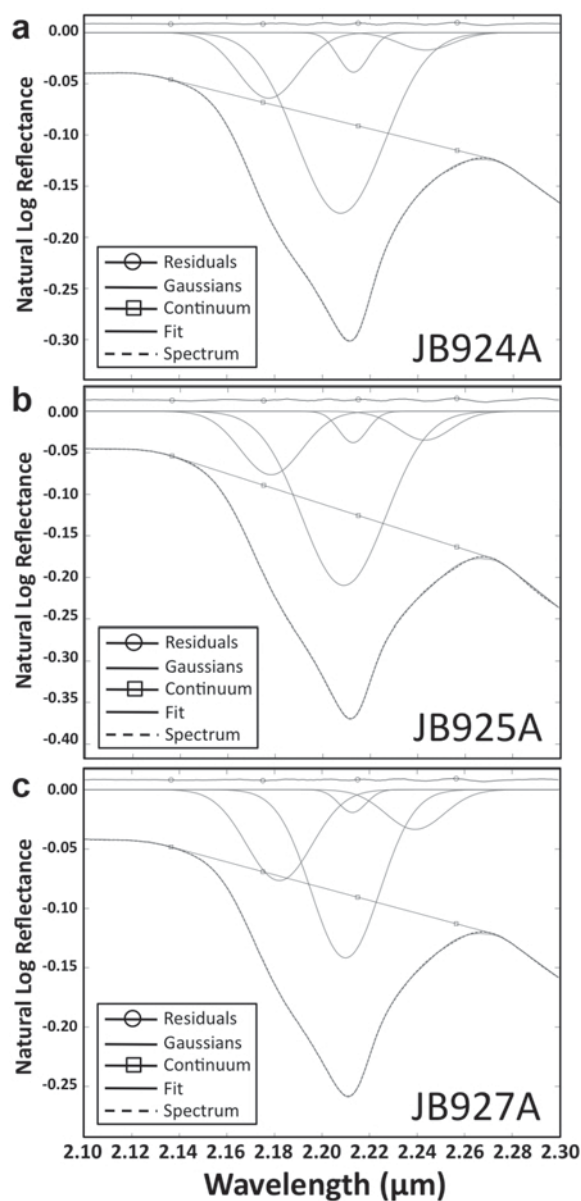 a
0.00
-0.05
-0.10
-0.15
-0.20
-0.25
-0.30
Natural Log Reflectance
Residuals
Gaussians
Continuum
Fit
Spectrum
JB924A
b
0.00
-0.05
-0.10
-0.15
-0.20
-0.25
-0.30
-0.35
-0.40
Natural Log Reflectance
Residuals
Gaussians
Continuum
Fit
Spectrum
JB925A
c
0.00
-0.05
-0.10
-0.15
-0.20
-0.25
Natural Log Reflectance
Residuals
Gaussians
Continuum
Fit
Spectrum
JB927A
2.10 2.12 2.14 2.16 2.18 2.20 2.22 2.24 2.26 2.28 2.30
Wavelength (μm)